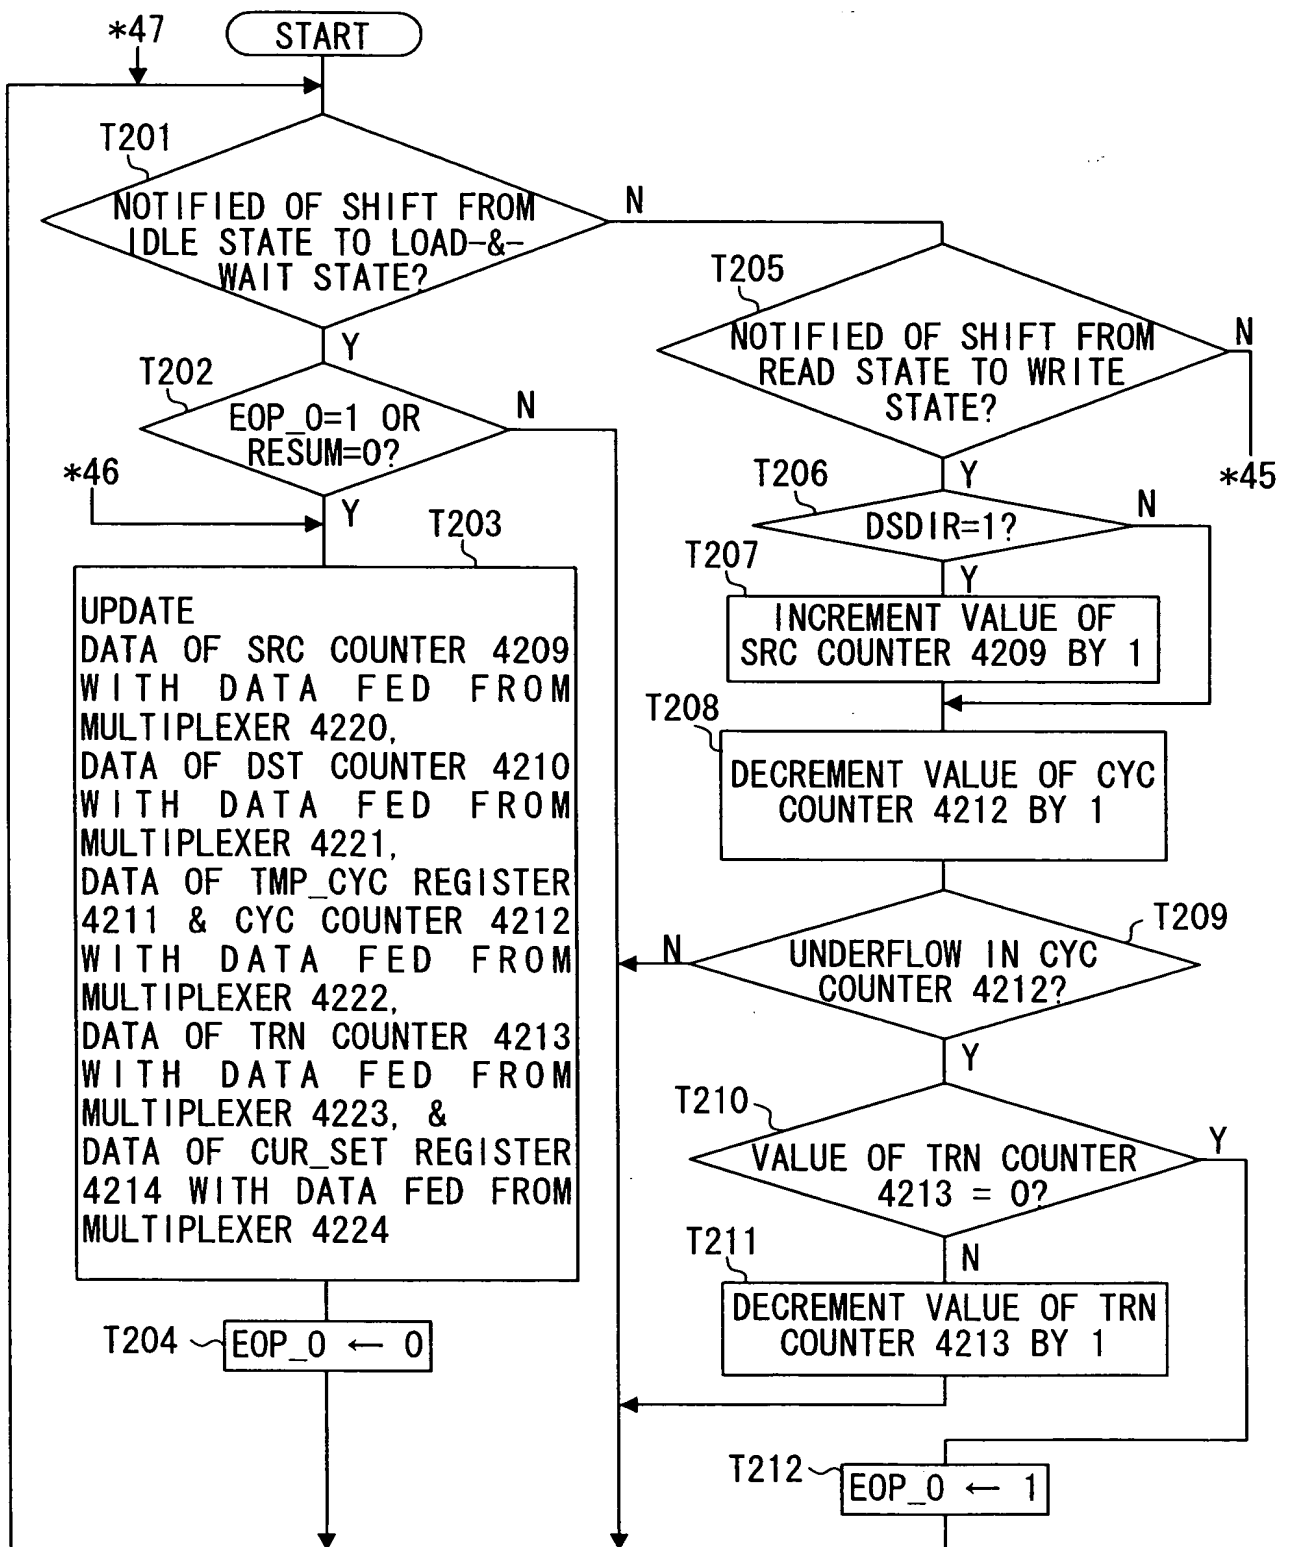 *47
START
T201
NOTIFIED OF SHIFT FROM
IDLE STATE TO LOAD-&-
WAIT STATE?
N
Y
T202
EOP_0=1 OR
RESUM=0?
N
*46
Y
T203
UPDATE
DATA OF SRC COUNTER 4209
WITH DATA FED FROM
MULTIPLEXER 4220,
DATA OF DST COUNTER 4210
WITH DATA FED FROM
MULTIPLEXER 4221,
DATA OF TMP_CYC REGISTER
4211 & CYC COUNTER 4212
WITH DATA FED FROM
MULTIPLEXER 4222,
DATA OF TRN COUNTER 4213
WITH DATA FED FROM
MULTIPLEXER 4223, &
DATA OF CUR_SET REGISTER
4214 WITH DATA FED FROM
MULTIPLEXER 4224
T204
EOP_0 ← 0
T205
NOTIFIED OF SHIFT FROM
READ STATE TO WRITE
STATE?
N
*45
Y
T206
DSDIR=1?
N
T207
Y
INCREMENT VALUE OF
SRC COUNTER 4209 BY 1
T208
DECREMENT VALUE OF CYC
COUNTER 4212 BY 1
T209
N
UNDERFLOW IN CYC
COUNTER 4212?
Y
T210
VALUE OF TRN COUNTER
4213 = 0?
Y
T211
N
DECREMENT VALUE OF TRN
COUNTER 4213 BY 1
T212
EOP_0 ← 1